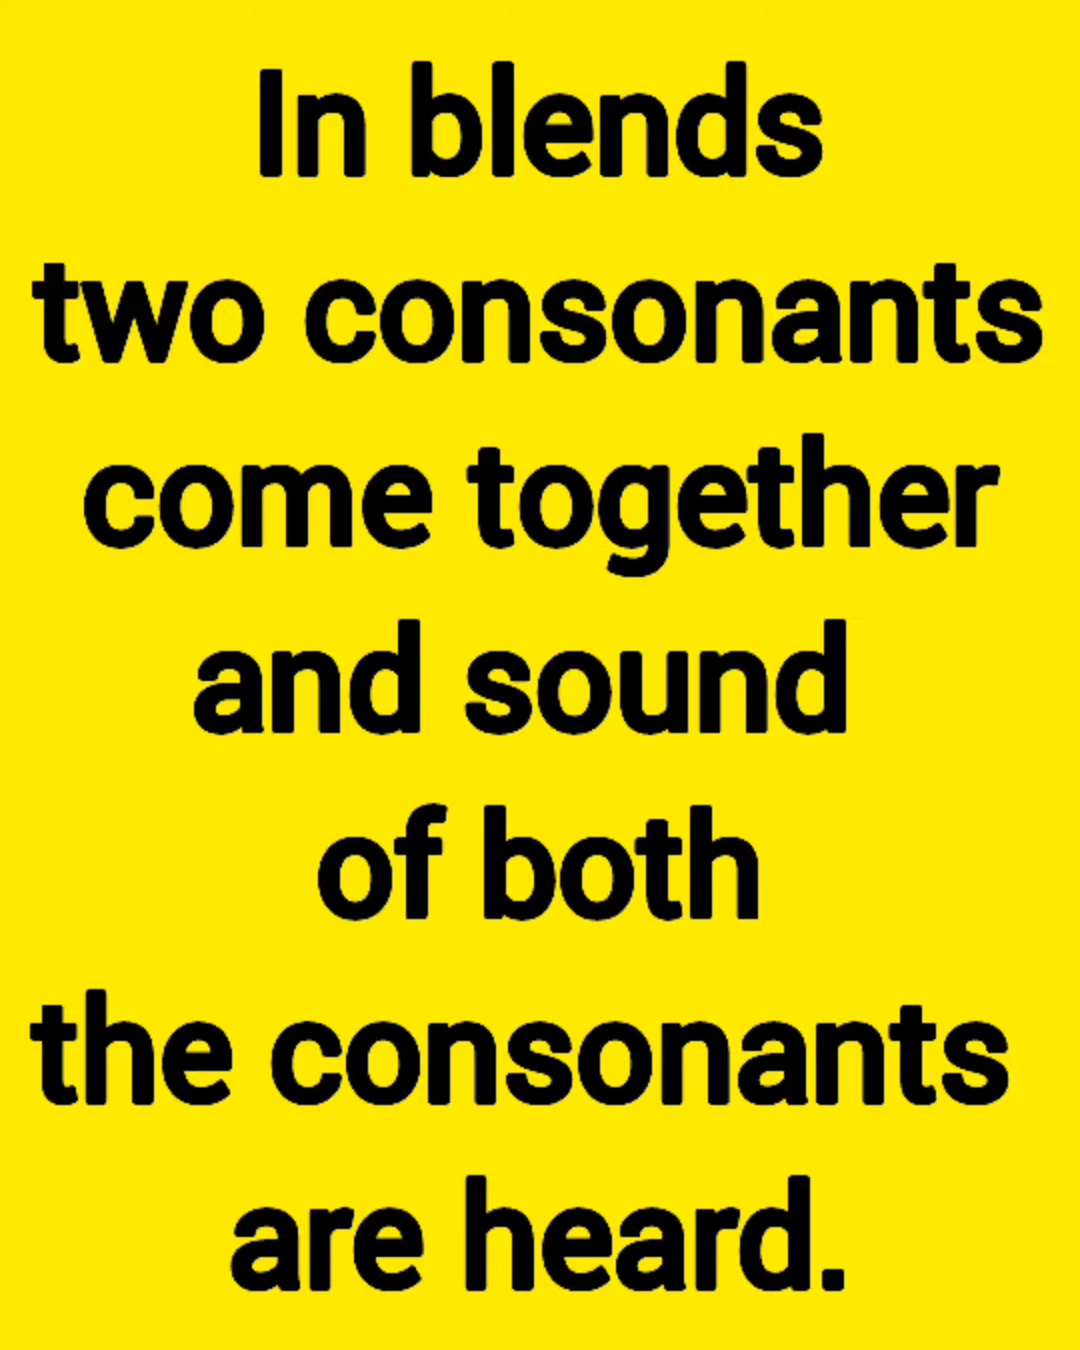 In blends
two consonants
come together
and sound
of both
the consonants
are heard.